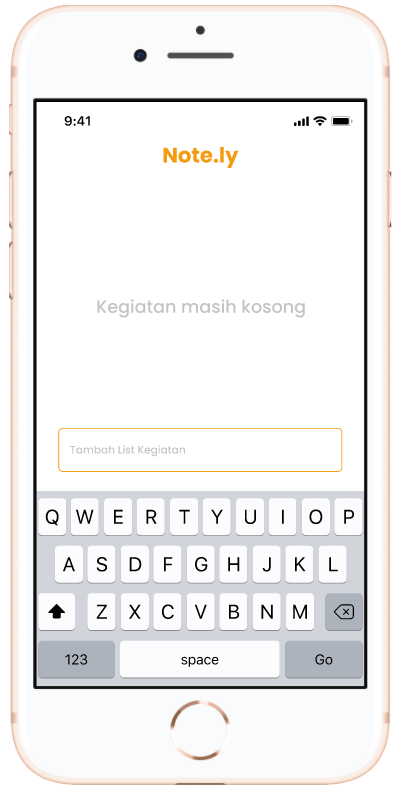 9:41
Note.ly
Kegiatan masih kosong
Tambah List Kegiatan
Q W E R T Y U I O P
A S D F G H J K L
Z X C V B N M
123 space Go